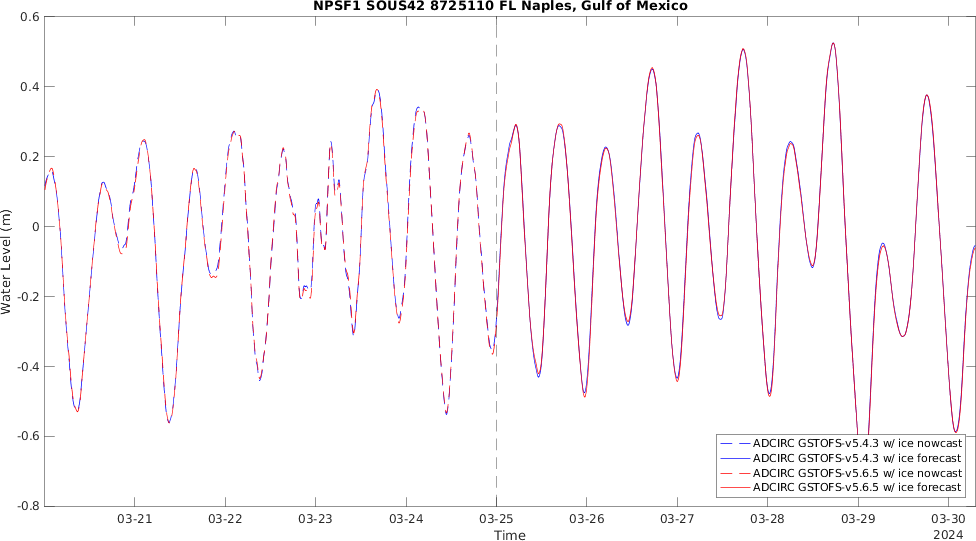 NPSF1 SOUS42 8725110 FL Naples, Gulf of Mexico
Water Level (m)
0.6
0.4
0.2
0
-0.2
-0.4
-0.6
-0.8
ADCIRC GSTOFS-v5.4.3 w/ ice nowcast
ADCIRC GSTOFS-v5.4.3 w/ ice forecast
ADCIRC GSTOFS-v5.6.5 w/ ice nowcast
ADCIRC GSTOFS-v5.6.5 w/ ice forecast
03-21 03-22 03-23 03-24 03-25 03-26 03-27 03-28 03-29 03-30
Time 2024